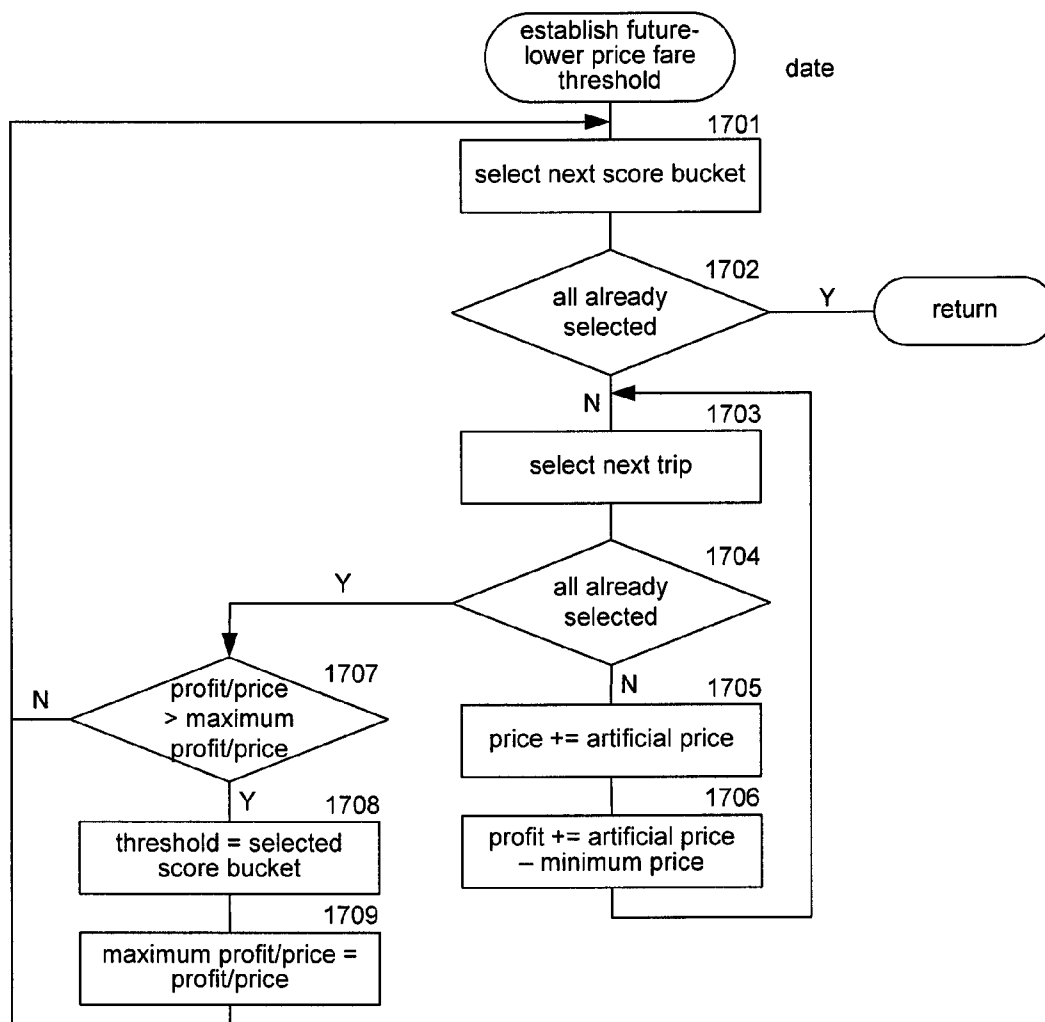 establish future-
lower price fare
threshold
date
1701
select next score bucket
1702
all already
selected
Y
return
N
1703
select next trip
1704
all already
selected
Y
N
1705
price += artificial price
1706
profit += artificial price
– minimum price
1707
profit/price
> maximum
profit/price
N
Y
1708
threshold = selected
score bucket
1709
maximum profit/price =
profit/price